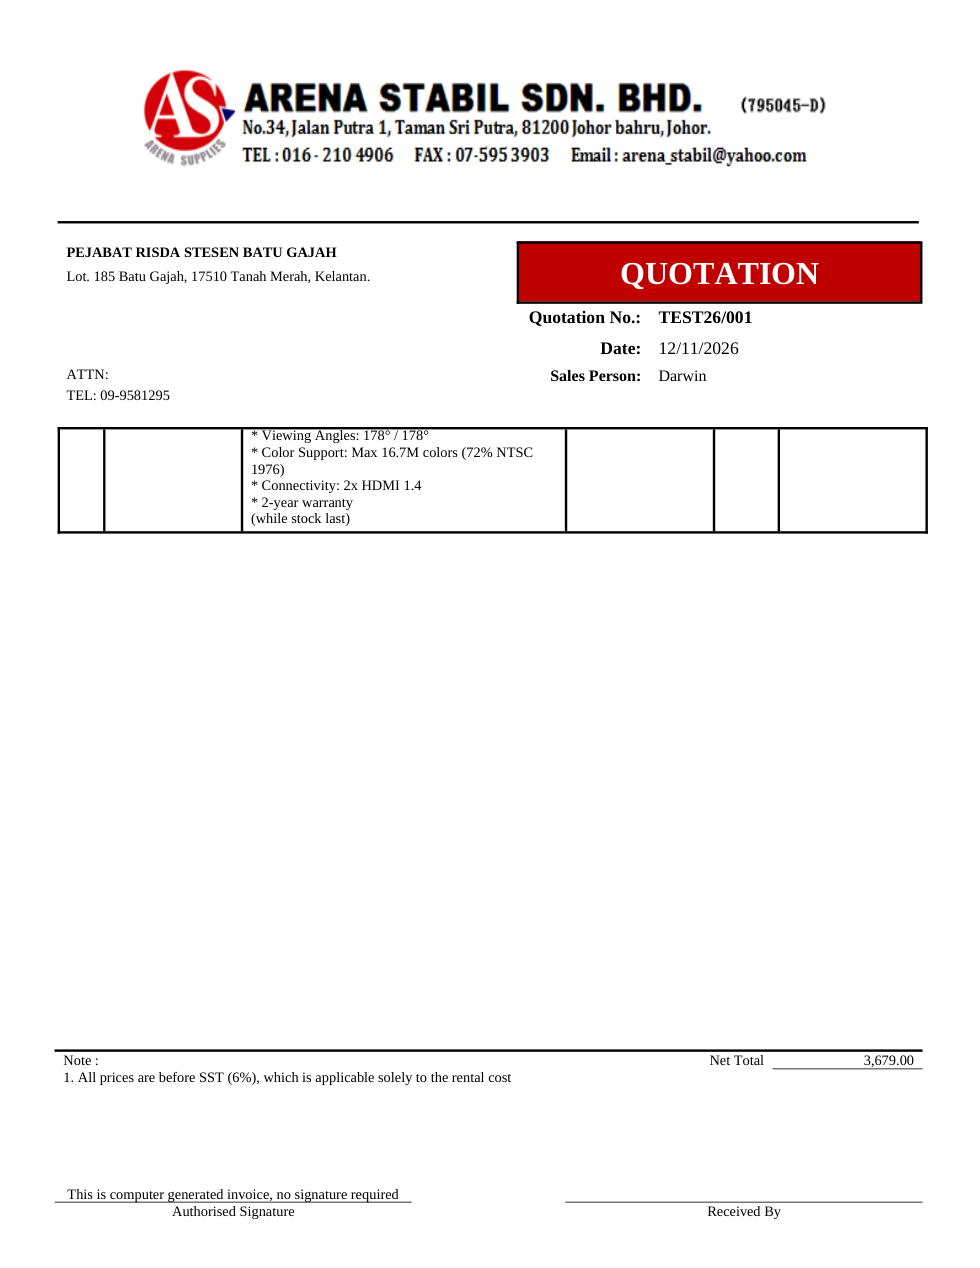 AS
ARENA SUPPLIES
ARENA STABIL SDN. BHD. (795045-D)
No.34, Jalan Putra 1, Taman Sri Putra, 81200 Johor bahru, Johor.
TEL : 016 - 210 4906 FAX : 07-595 3903 Email : arena_stabil@yahoo.com
PEJABAT RISDA STESEN BATU GAJAH
Lot. 185 Batu Gajah, 17510 Tanah Merah, Kelantan.
QUOTATION
Quotation No.: TEST26/001
Date: 12/11/2026
Sales Person: Darwin
ATTN:
TEL: 09-9581295
* Viewing Angles: 178° / 178°
* Color Support: Max 16.7M colors (72% NTSC
1976)
* Connectivity: 2x HDMI 1.4
* 2-year warranty
(while stock last)
Note :
Net Total 3,679.00
1. All prices are before SST (6%), which is applicable solely to the rental cost
This is computer generated invoice, no signature required
Authorised Signature
Received By